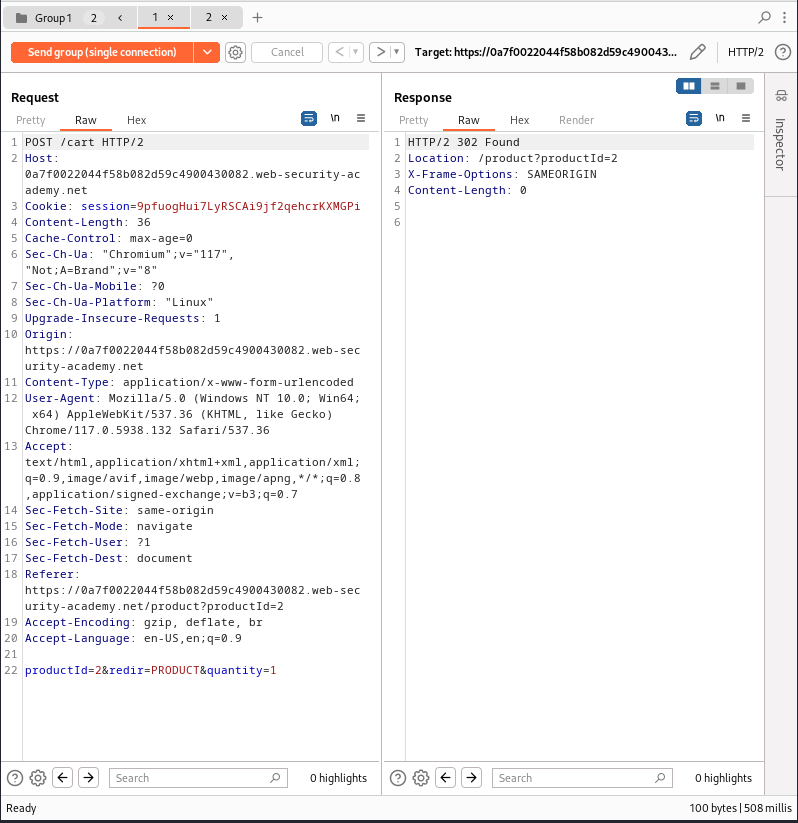 Group 1 2 1 × 2 ×
Send group (single connection) Cancel Target: https://0a7f0022044f58b082d59c490043... HTTP/2
Request
Pretty Raw Hex \n
1 POST /cart HTTP/2
2 Host:
0a7f0022044f58b082d59c4900430082.web-security-ac
ademy.net
3 Cookie: session=9pfuogHui7LyRSCAi9jf2qehcrKXMGPi
4 Content-Length: 36
5 Cache-Control: max-age=0
6 Sec-Ch-Ua: "Chromium";v="117",
"Not;A=Brand";v="8"
7 Sec-Ch-Ua-Mobile: ?0
8 Sec-Ch-Ua-Platform: "Linux"
9 Upgrade-Insecure-Requests: 1
10 Origin:
https://0a7f0022044f58b082d59c4900430082.web-sec
urity-academy.net
11 Content-Type: application/x-www-form-urlencoded
12 User-Agent: Mozilla/5.0 (Windows NT 10.0; Win64;
x64) AppleWebKit/537.36 (KHTML, like Gecko)
Chrome/117.0.5938.132 Safari/537.36
13 Accept:
text/html,application/xhtml+xml,application/xml;
q=0.9,image/avif,image/webp,image/apng,*/*;q=0.8
,application/signed-exchange;v=b3;q=0.7
14 Sec-Fetch-Site: same-origin
15 Sec-Fetch-Mode: navigate
16 Sec-Fetch-User: ?1
17 Sec-Fetch-Dest: document
18 Referer:
https://0a7f0022044f58b082d59c4900430082.web-sec
urity-academy.net/product?productId=2
19 Accept-Encoding: gzip, deflate, br
20 Accept-Language: en-US,en;q=0.9
21
22 productId=2&redir=PRODUCT&quantity=1
Search 0 highlights
Response
Pretty Raw Hex Render \n
1 HTTP/2 302 Found
2 Location: /product?productId=2
3 X-Frame-Options: SAMEORIGIN
4 Content-Length: 0
5
6
Search 0 highlights
Inspector
Ready 100 bytes | 508 millis